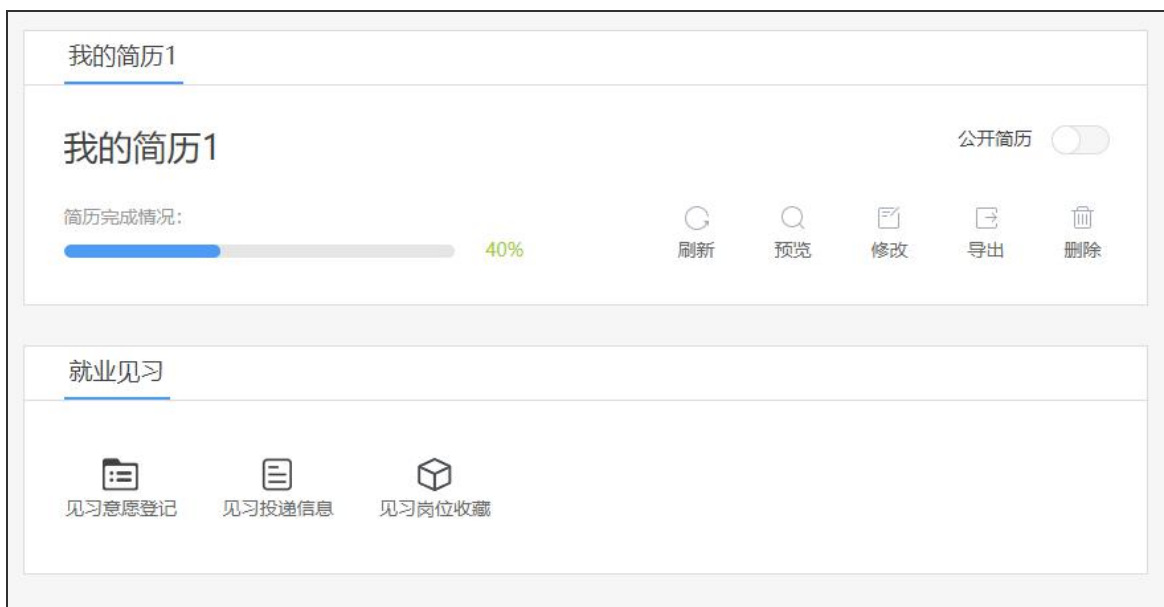 我的简历1
我的简历1
公开简历
简历完成情况：
40%
刷新 预览 修改 导出 删除
就业见习
见习意愿登记 见习投递信息 见习岗位收藏